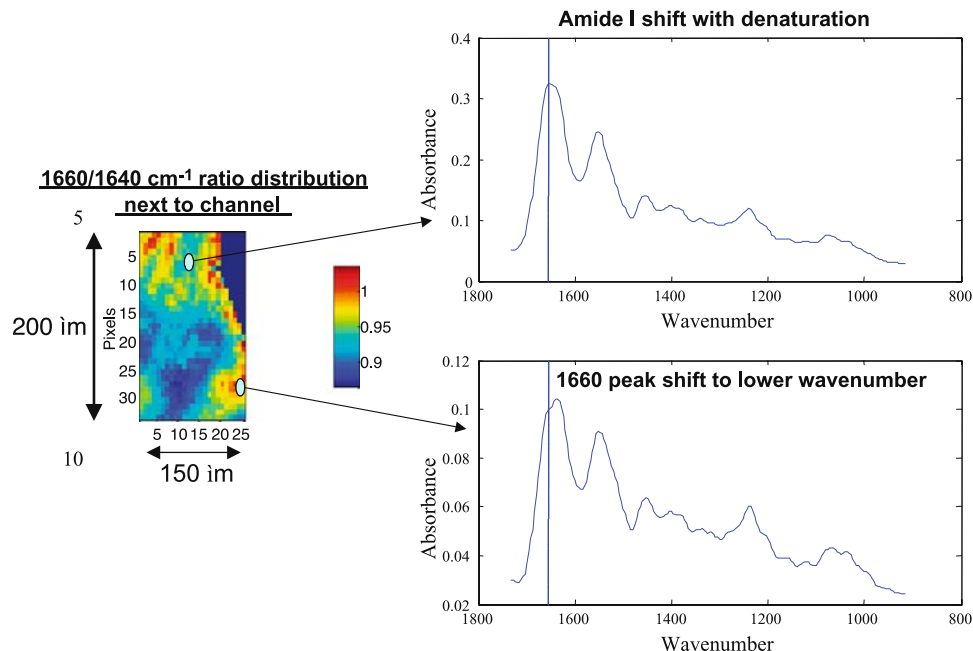 Amide I shift with denaturation
0.4
0.3
0.2
0.1
0
Absorbance
1800 1600 1400 1200 1000 800
Wavenumber
1660/1640 cm-1 ratio distribution
next to channel
5
200 ìm
Pixels
5
10
15
20
25
30
5 10 15 20 25
150 ìm
10
1
0.95
0.9
1660 peak shift to lower wavenumber
0.12
0.1
0.08
0.06
0.04
0.02
Absorbance
1800 1600 1400 1200 1000 800
Wavenumber